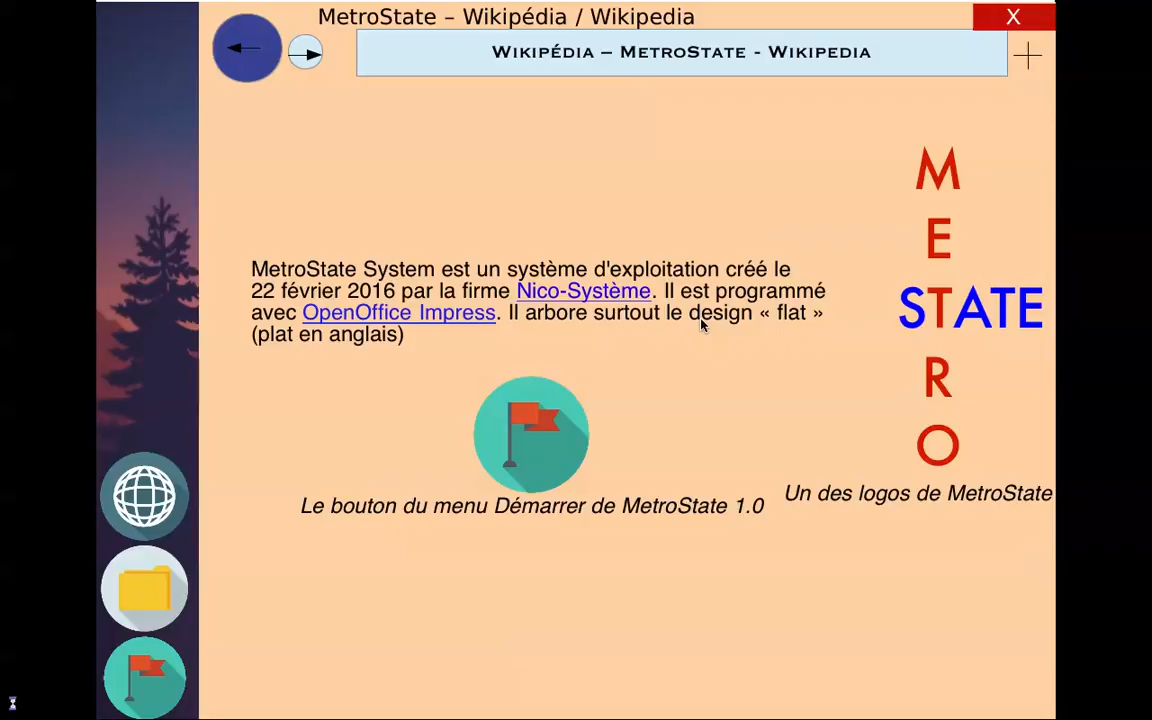 MetroState – Wikipédia / Wikipedia
X
Wikipédia – MetroState - Wikipedia
MetroState System est un système d'exploitation créé le
22 février 2016 par la firme Nico-Système. Il est programmé
avec OpenOffice Impress. Il arbore surtout le design « flat »
(plat en anglais)
M
E
STATE
R
O
Un des logos de MetroState
Le bouton du menu Démarrer de MetroState 1.0